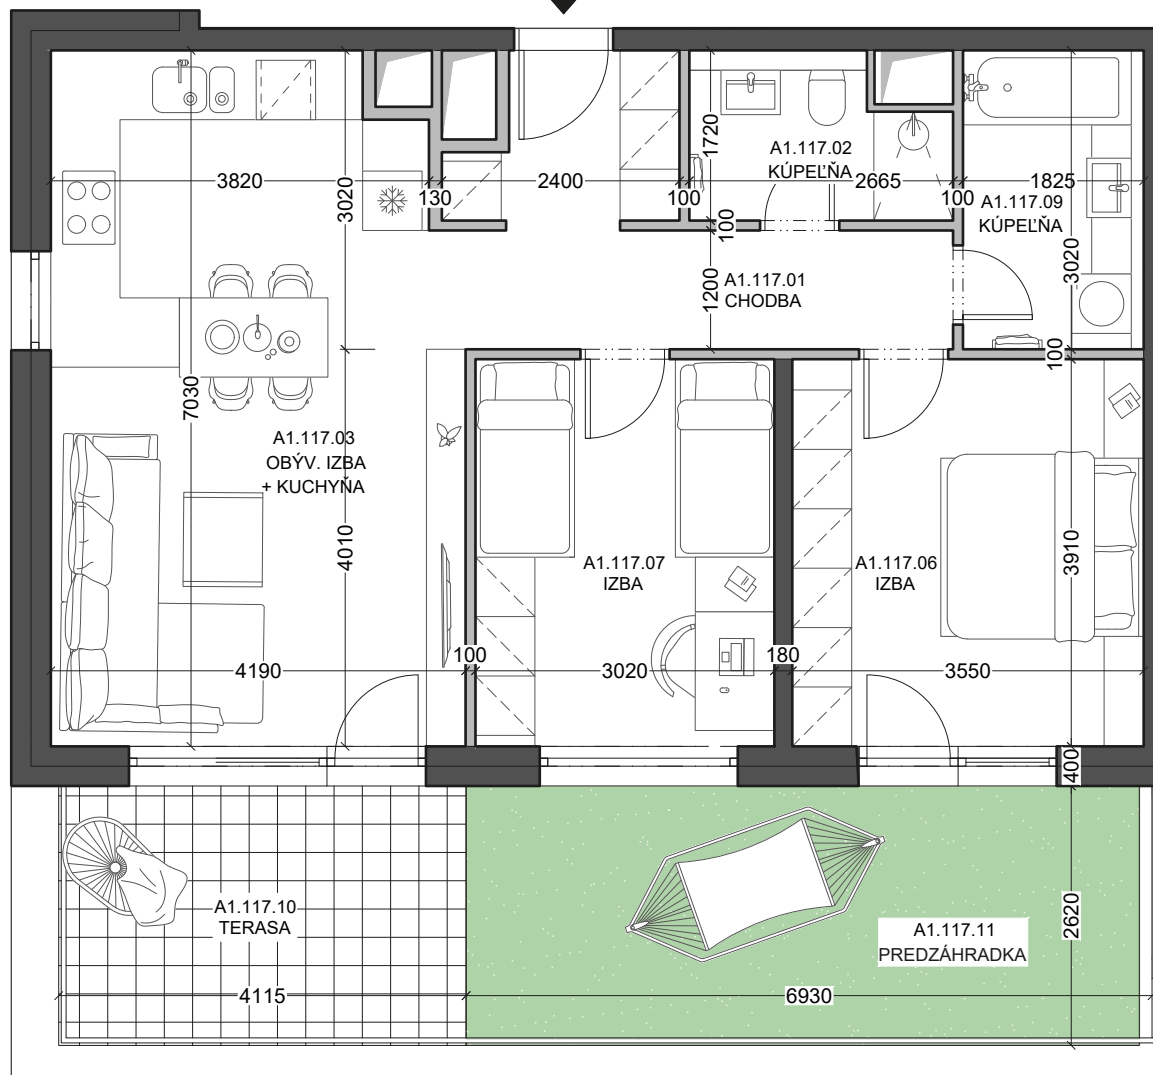 1720
A1.117.02
KÚPEĽŇA
3820
130
2400
100
2665
100
1825
3020
A1.117.09
KÚPEĽŇA
100
3020
A1.117.01
CHODBA
1200
100
7030
A1.117.03
OBÝV. IZBA
+ KUCHYŇA
4010
A1.117.07
IZBA
A1.117.06
IZBA
3910
4190
100
3020
180
3550
400
A1.117.10
TERASA
A1.117.11
PREDZÁHRADKA
2620
4115
6930